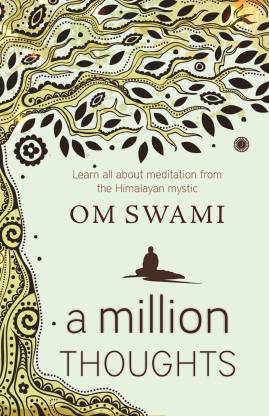 Learn all about meditation from
the Himalayan mystic
OM SWAMI
a million
THOUGHTS